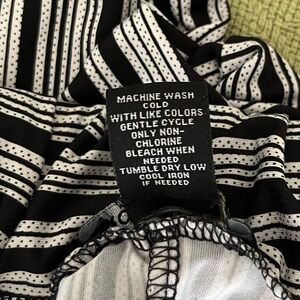 MACHINE WASH
COLD
WITH LIKE COLORS
GENTLE CYCLE
ONLY NON-
CHLORINE
BLEACH WHEN
NEEDED
TUMBLE DRY LOW
COOL IRON
IF NEEDED